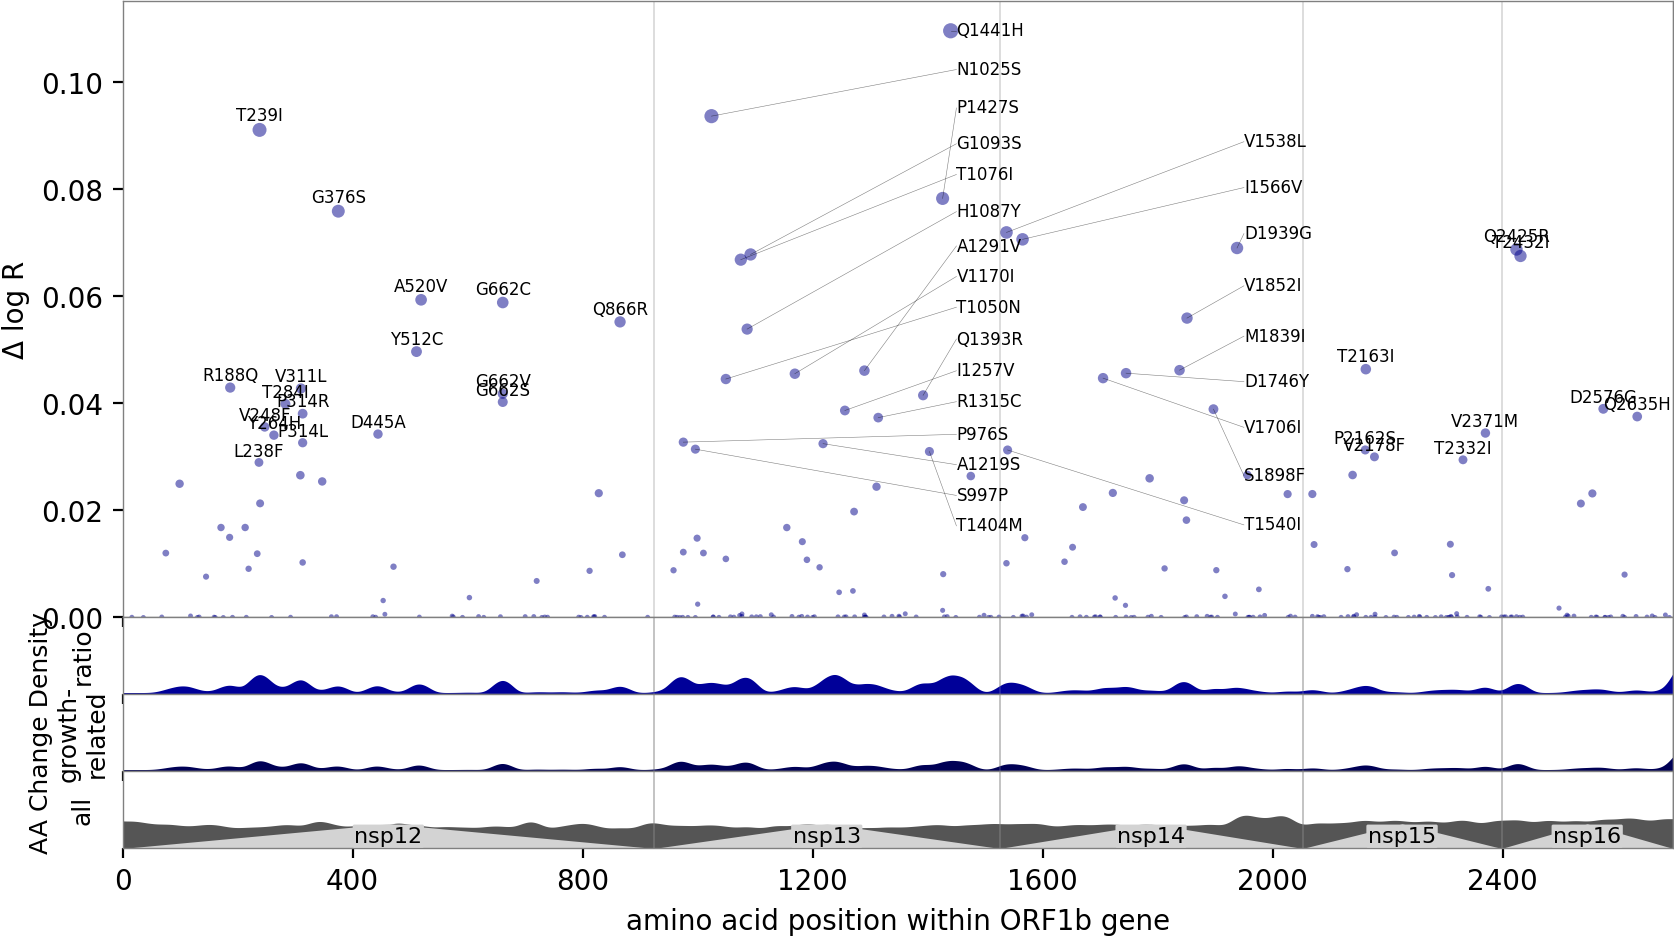 Q1441H
N1025S
P1427S
T239I
V1538L
G1093S
T1076I
I1566V
G376S
H1087Y
D1939G
Q2425R
T2432I
A1291V
V1170I
A520V
G662C
V1852I
Q866R
T1050N
Y512C
Q1393R
M1839I
T2163I
R188Q
V311L
I1257V
G662V
D1746Y
T284I
G662S
P314R
R1315C
D2576G
Q2635H
V248F
Y264H
D445A
V1706I
V2371M
P314L
P976S
P2162S
V2178F
L238F
A1219S
T2332I
S1898F
S997P
T1404M
T1540I
0.10
0.08
0.06
0.04
0.02
0.00
Δ log R
AA Change Density
ratio
growth-
related
all
nsp12
nsp13
nsp14
nsp15
nsp16
0
400
800
1200
1600
2000
2400
amino acid position within ORF1b gene